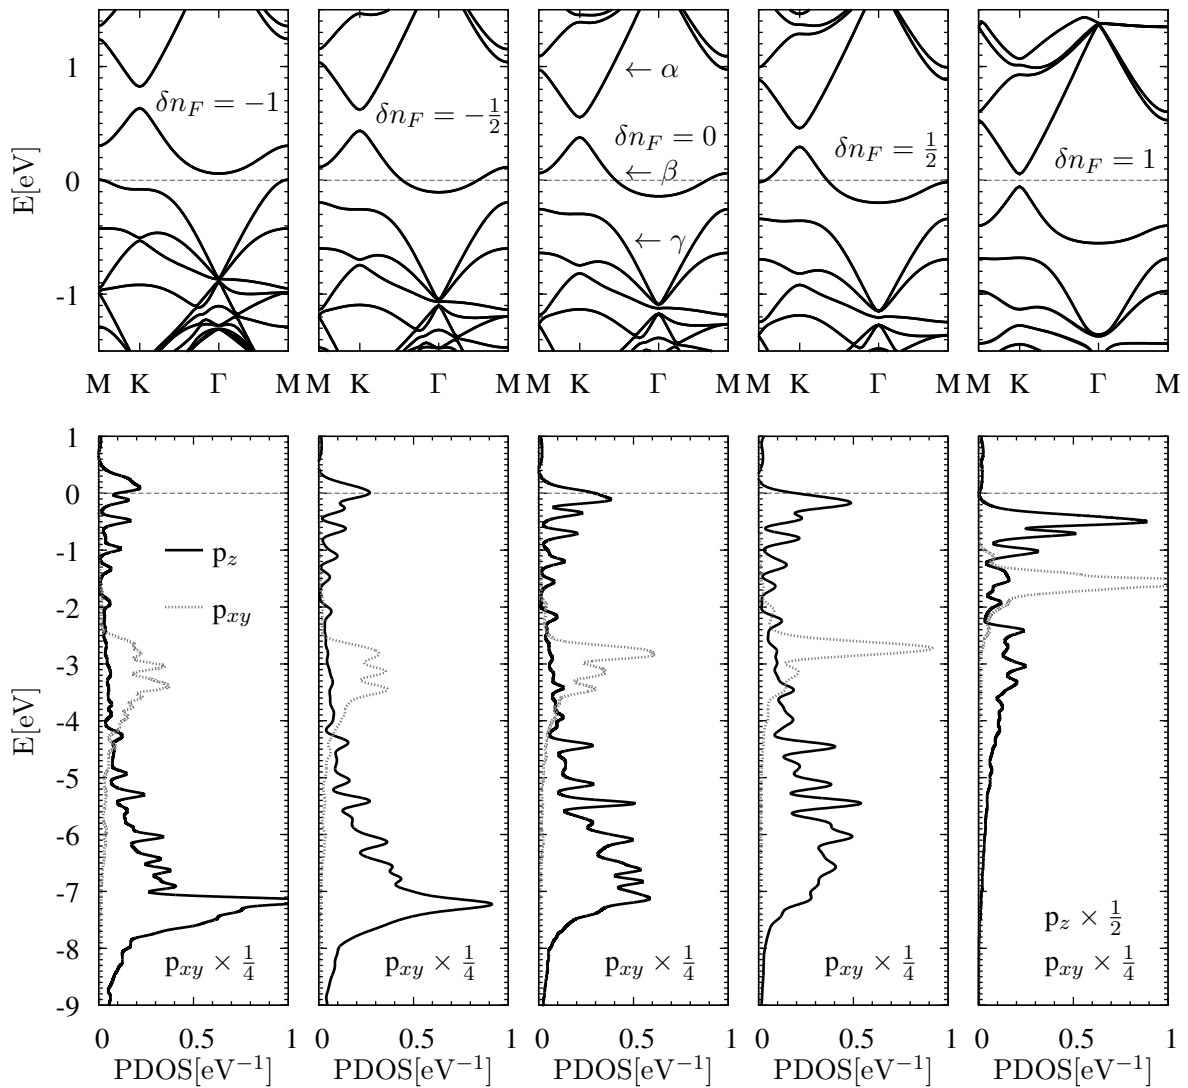 E[eV]
1
0
-1
← α
← β
← γ
δn_F = −1
δn_F = −1/2
δn_F = 0
δn_F = 1/2
δn_F = 1
M K Γ M M K Γ M M K Γ M M K Γ M M K Γ M
E[eV]
1
0
-1
-2
-3
-4
-5
-6
-7
-8
-9
p_z
p_xy
p_z × 1/2
p_xy × 1/4 p_xy × 1/4 p_xy × 1/4 p_xy × 1/4 p_xy × 1/4
0 0.5 1 0 0.5 1 0 0.5 1 0 0.5 1 0 0.5 1
PDOS[eV⁻¹] PDOS[eV⁻¹] PDOS[eV⁻¹] PDOS[eV⁻¹] PDOS[eV⁻¹]